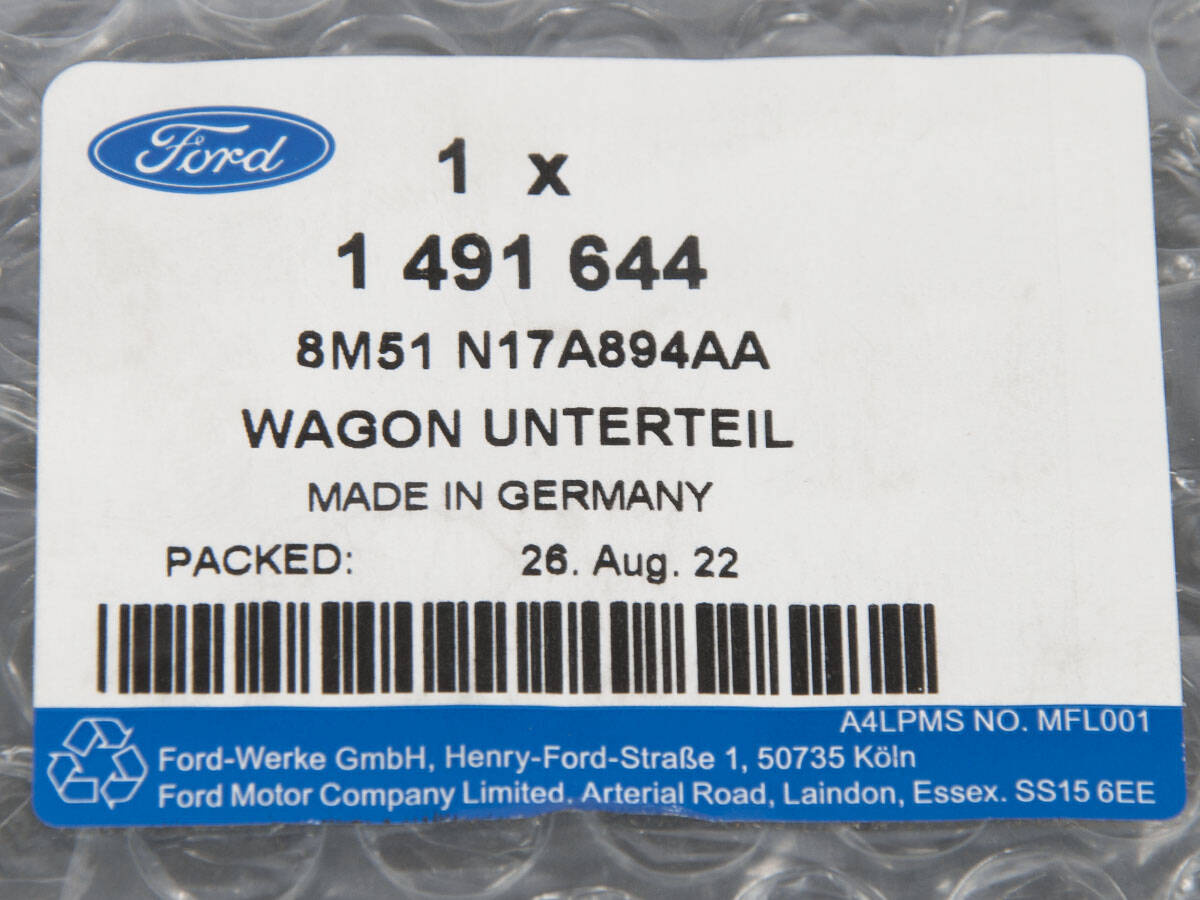 Ford
1 x
1 491 644
8M51 N17A894AA
WAGON UNTERTEIL
MADE IN GERMANY
PACKED: 26. Aug. 22
A4LPMS NO. MFL001
Ford-Werke GmbH, Henry-Ford-Straße 1, 50735 Köln
Ford Motor Company Limited. Arterial Road, Laindon, Essex. SS15 6EE